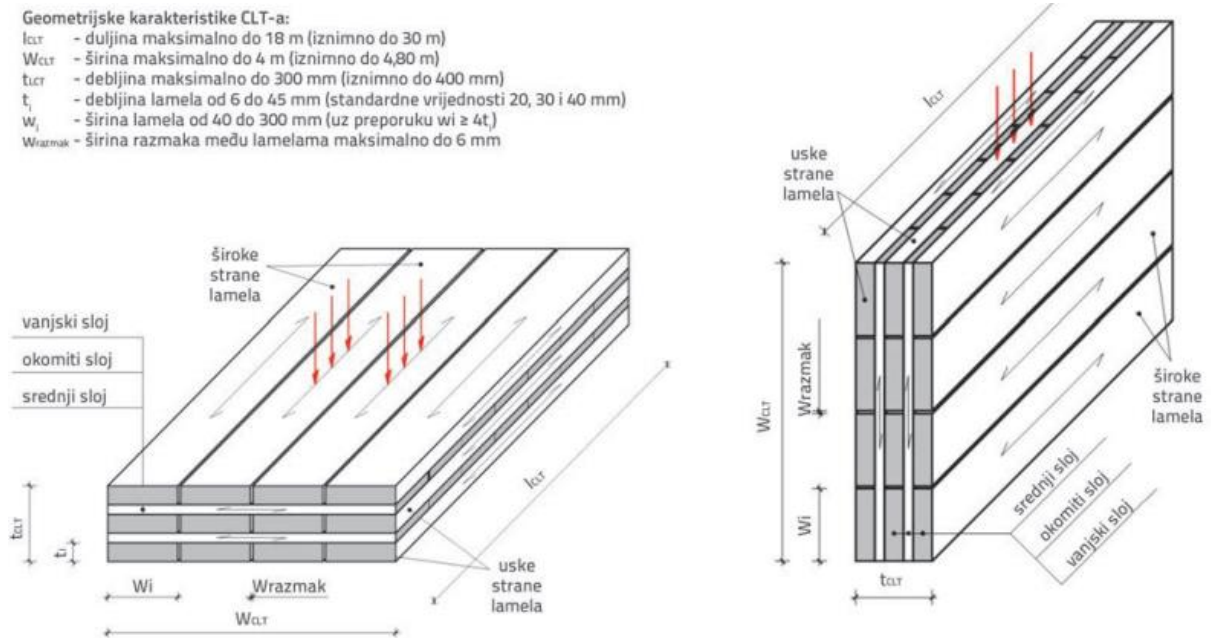 Geometrijske karakteristike CLT-a:
lCLT - duljina maksimalno do 18 m (iznimno do 30 m)
WCLT - širina maksimalno do 4 m (iznimno do 4,80 m)
tLCT - debljina maksimalno do 300 mm (iznimno do 400 mm)
ti - debljina lamela od 6 do 45 mm (standardne vrijednosti 20, 30 i 40 mm)
wi - širina lamela od 40 do 300 mm (uz preporuku wi ≥ 4ti)
wrazmak - širina razmaka među lamelama maksimalno do 6 mm
široke
strane
lamela
vanjski sloj
okomiti sloj
srednji sloj
tCLT
ti
Wi
Wrazmak
WCLT
lCLT
uske
strane
lamela
lCLT
uske
strane
lamela
WCLT
Wrazmak
Wi
tCLT
široke
strane
lamela
srednji sloj
okomiti sloj
vanjski sloj